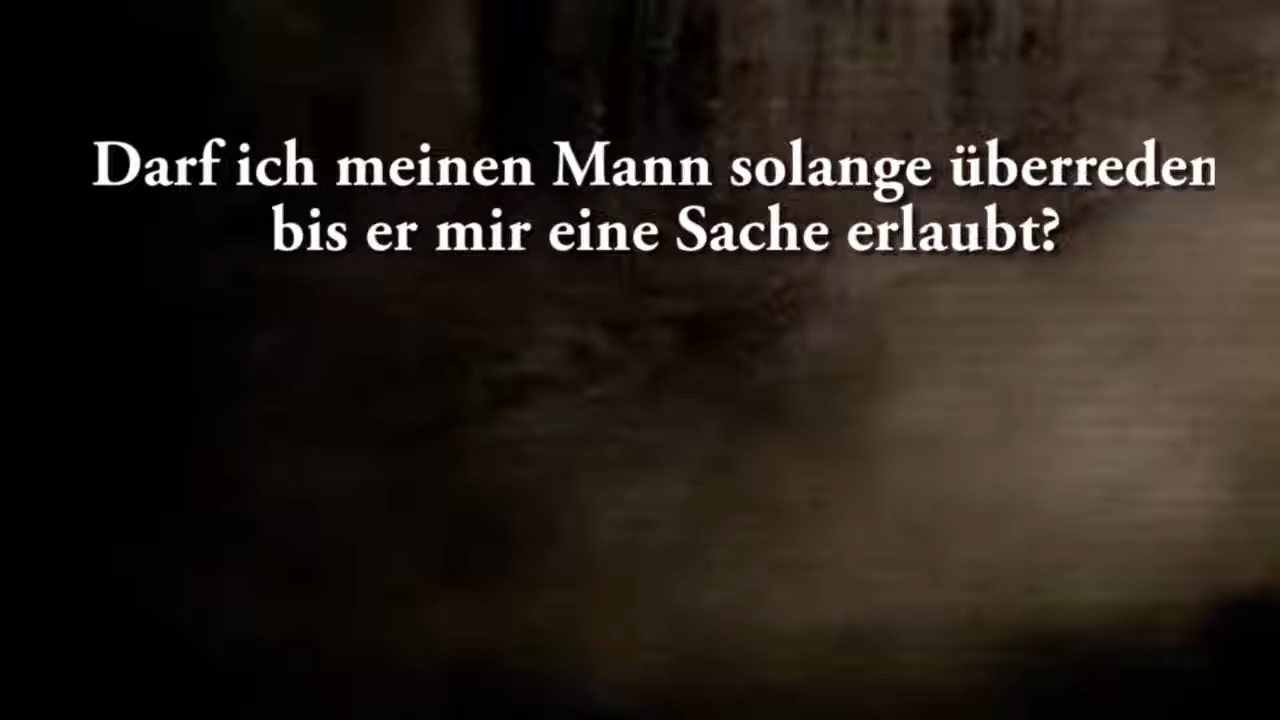 Darf ich meinen Mann solange überreden
bis er mir eine Sache erlaubt?